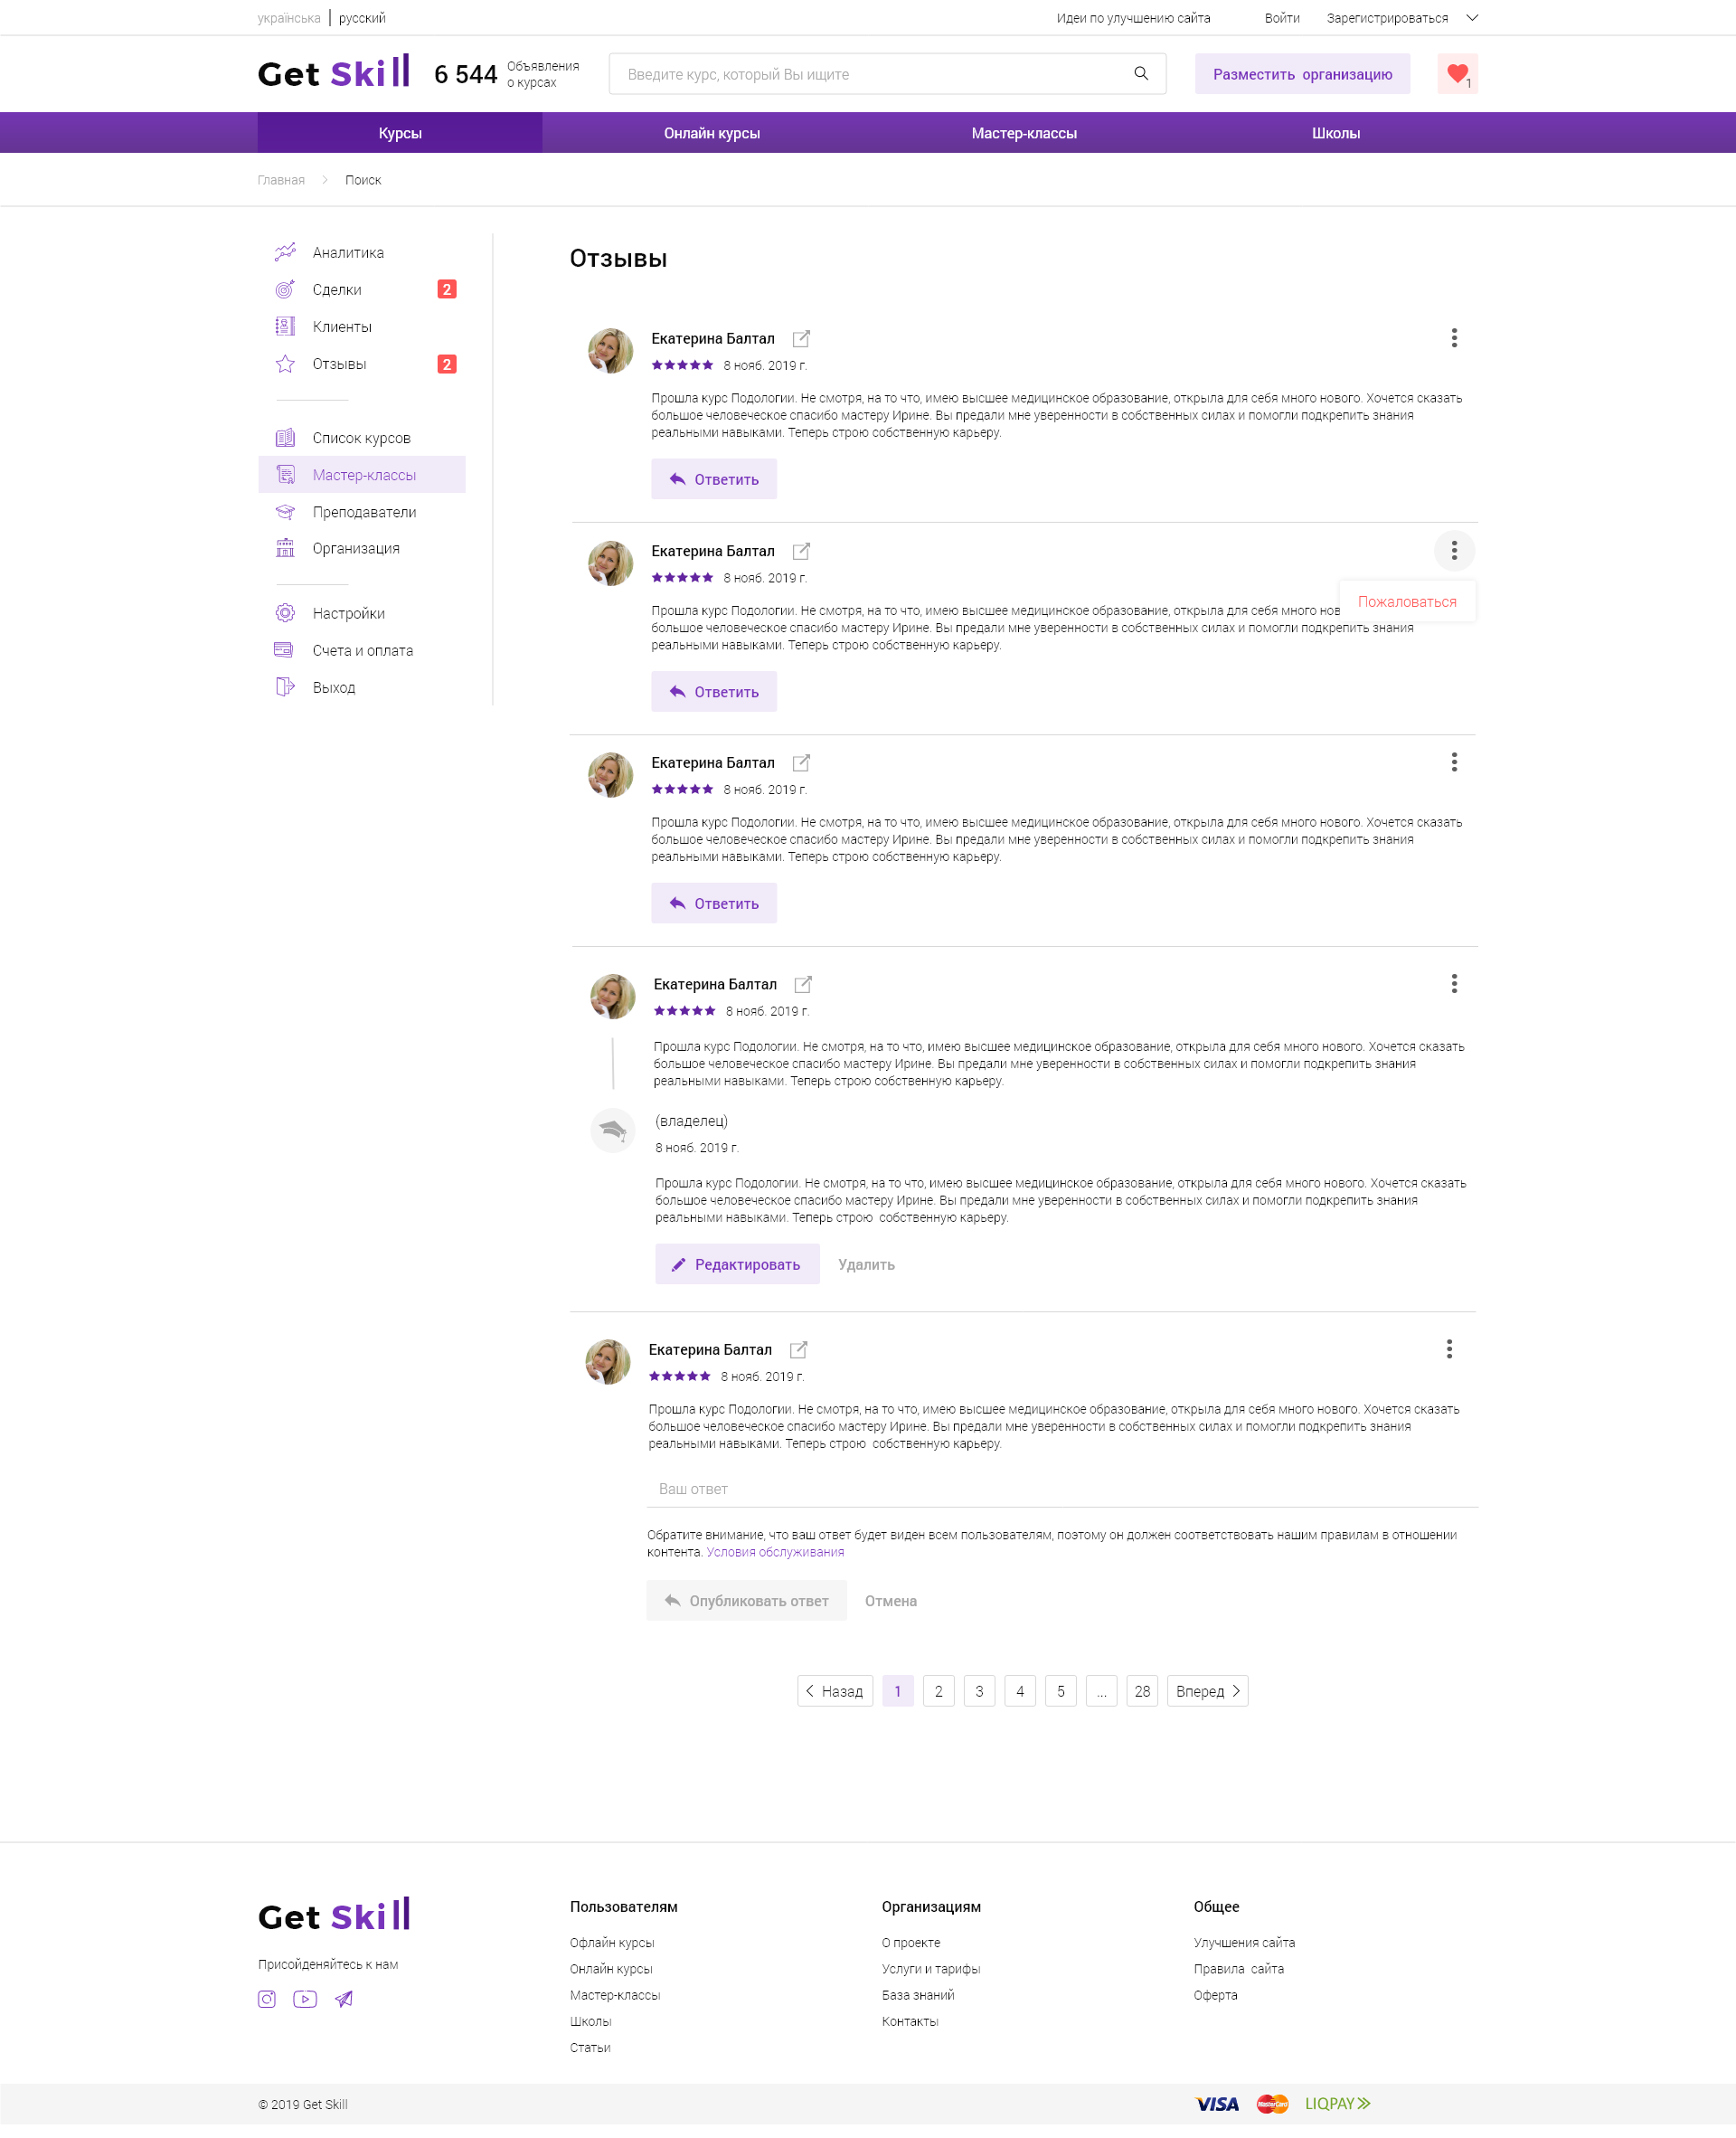 українська | русский
Идеи по улучшению сайта
Войти
Зарегистрироваться
Get Skill
6 544
Объявления
о курсах
Введите курс, который Вы ищите
Разместить организацию
1
Курсы
Онлайн курсы
Мастер-классы
Школы
Главная
Поиск
Аналитика
Сделки
2
Клиенты
Отзывы
2
Список курсов
Мастер-классы
Преподаватели
Организация
Настройки
Счета и оплата
Выход
Отзывы
Екатерина Балтал
8 нояб. 2019 г.
Прошла курс Подологии. Не смотря, на то что, имею высшее медицинское образование, открыла для себя много нового. Хочется сказать
большое человеческое спасибо мастеру Ирине. Вы предали мне уверенности в собственных силах и помогли подкрепить знания
реальными навыками. Теперь строю собственную карьеру.
Ответить
Екатерина Балтал
8 нояб. 2019 г.
Пожаловаться
Прошла курс Подологии. Не смотря, на то что, имею высшее медицинское образование, открыла для себя много
большое человеческое спасибо мастеру Ирине. Вы предали мне уверенности в собственных силах и помогли подкрепить знания
реальными навыками. Теперь строю собственную карьеру.
Ответить
Екатерина Балтал
8 нояб. 2019 г.
Прошла курс Подологии. Не смотря, на то что, имею высшее медицинское образование, открыла для себя много нового. Хочется сказать
большое человеческое спасибо мастеру Ирине. Вы предали мне уверенности в собственных силах и помогли подкрепить знания
реальными навыками. Теперь строю собственную карьеру.
Ответить
Екатерина Балтал
8 нояб. 2019 г.
Прошла курс Подологии. Не смотря, на то что, имею высшее медицинское образование, открыла для себя много нового. Хочется сказать
большое человеческое спасибо мастеру Ирине. Вы предали мне уверенности в собственных силах и помогли подкрепить знания
реальными навыками. Теперь строю собственную карьеру.
(владелец)
8 нояб. 2019 г.
Прошла курс Подологии. Не смотря, на то что, имею высшее медицинское образование, открыла для себя много нового. Хочется сказать
большое человеческое спасибо мастеру Ирине. Вы предали мне уверенности в собственных силах и помогли подкрепить знания
реальными навыками. Теперь строю собственную карьеру.
Редактировать
Удалить
Екатерина Балтал
8 нояб. 2019 г.
Прошла курс Подологии. Не смотря, на то что, имею высшее медицинское образование, открыла для себя много нового. Хочется сказать
большое человеческое спасибо мастеру Ирине. Вы предали мне уверенности в собственных силах и помогли подкрепить знания
реальными навыками. Теперь строю собственную карьеру.
Ваш ответ
Обратите внимание, что ваш ответ будет виден всем пользователям, поэтому он должен соответствовать нашим правилам в отношении
контента. Условия обслуживания
Опубликовать ответ
Отмена
Назад 1 2 3 4 5 ... 28 Вперед
Get Skill
Присойденяйтесь к нам
Пользователям
Офлайн курсы
Онлайн курсы
Мастер-классы
Школы
Статьи
Организациям
О проекте
Услуги и тарифы
База знаний
Контакты
Общее
Улучшения сайта
Правила сайта
Оферта
© 2019 Get Skill
VISA
MasterCard
LIQPAY